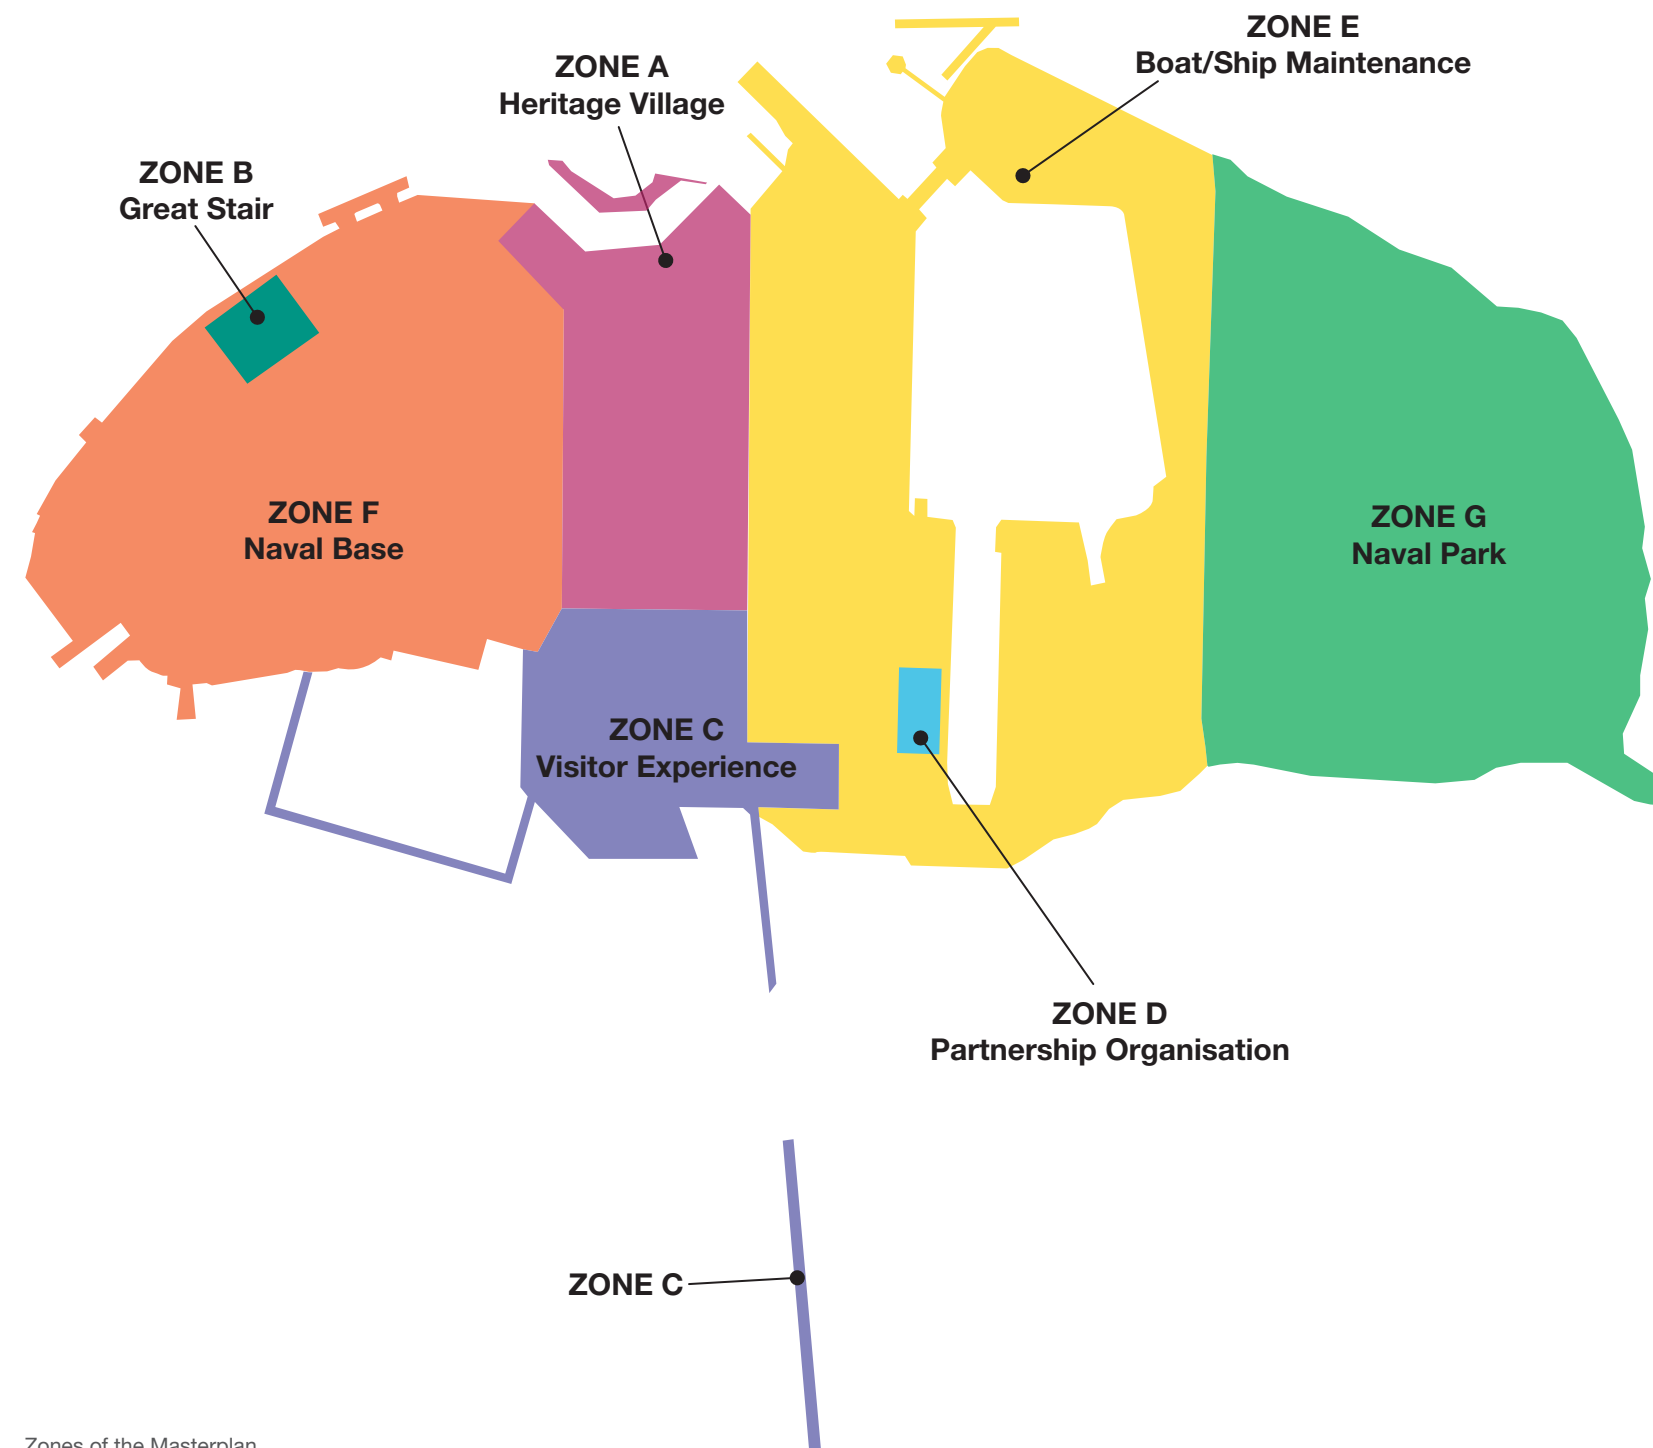 ZONE E
Boat/Ship Maintenance
ZONE A
Heritage Village
ZONE B
Great Stair
ZONE F
Naval Base
ZONE G
Naval Park
ZONE C
Visitor Experience
ZONE D
Partnership Organisation
ZONE C
Zones of the Masterplan